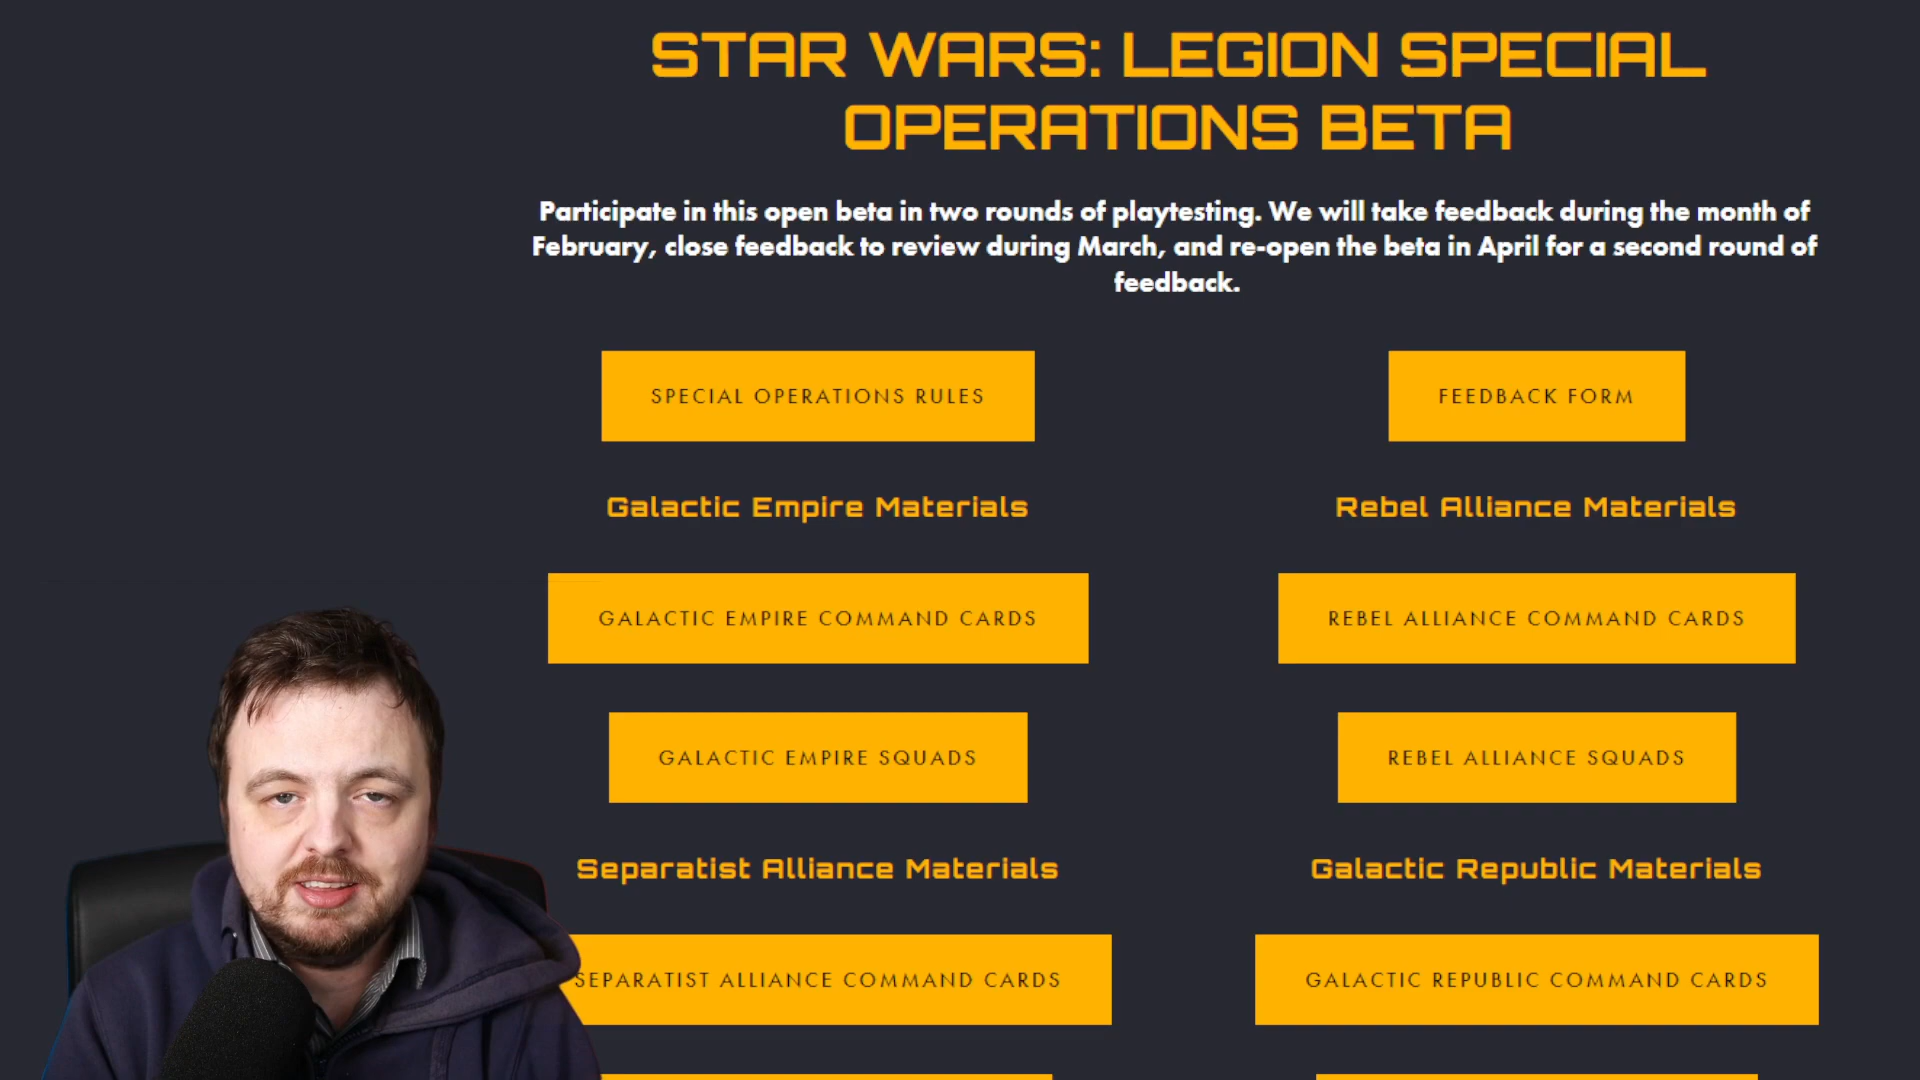 STAR WARS: LEGION SPECIAL
OPERATIONS BETA
Participate in this open beta in two rounds of playtesting. We will take feedback during the month of
February, close feedback to review during March, and re-open the beta in April for a second round of
feedback.
SPECIAL OPERATIONS RULES
FEEDBACK FORM
Galactic Empire Materials
Rebel Alliance Materials
GALACTIC EMPIRE COMMAND CARDS
REBEL ALLIANCE COMMAND CARDS
GALACTIC EMPIRE SQUADS
REBEL ALLIANCE SQUADS
Separatist Alliance Materials
Galactic Republic Materials
SEPARATIST ALLIANCE COMMAND CARDS
GALACTIC REPUBLIC COMMAND CARDS